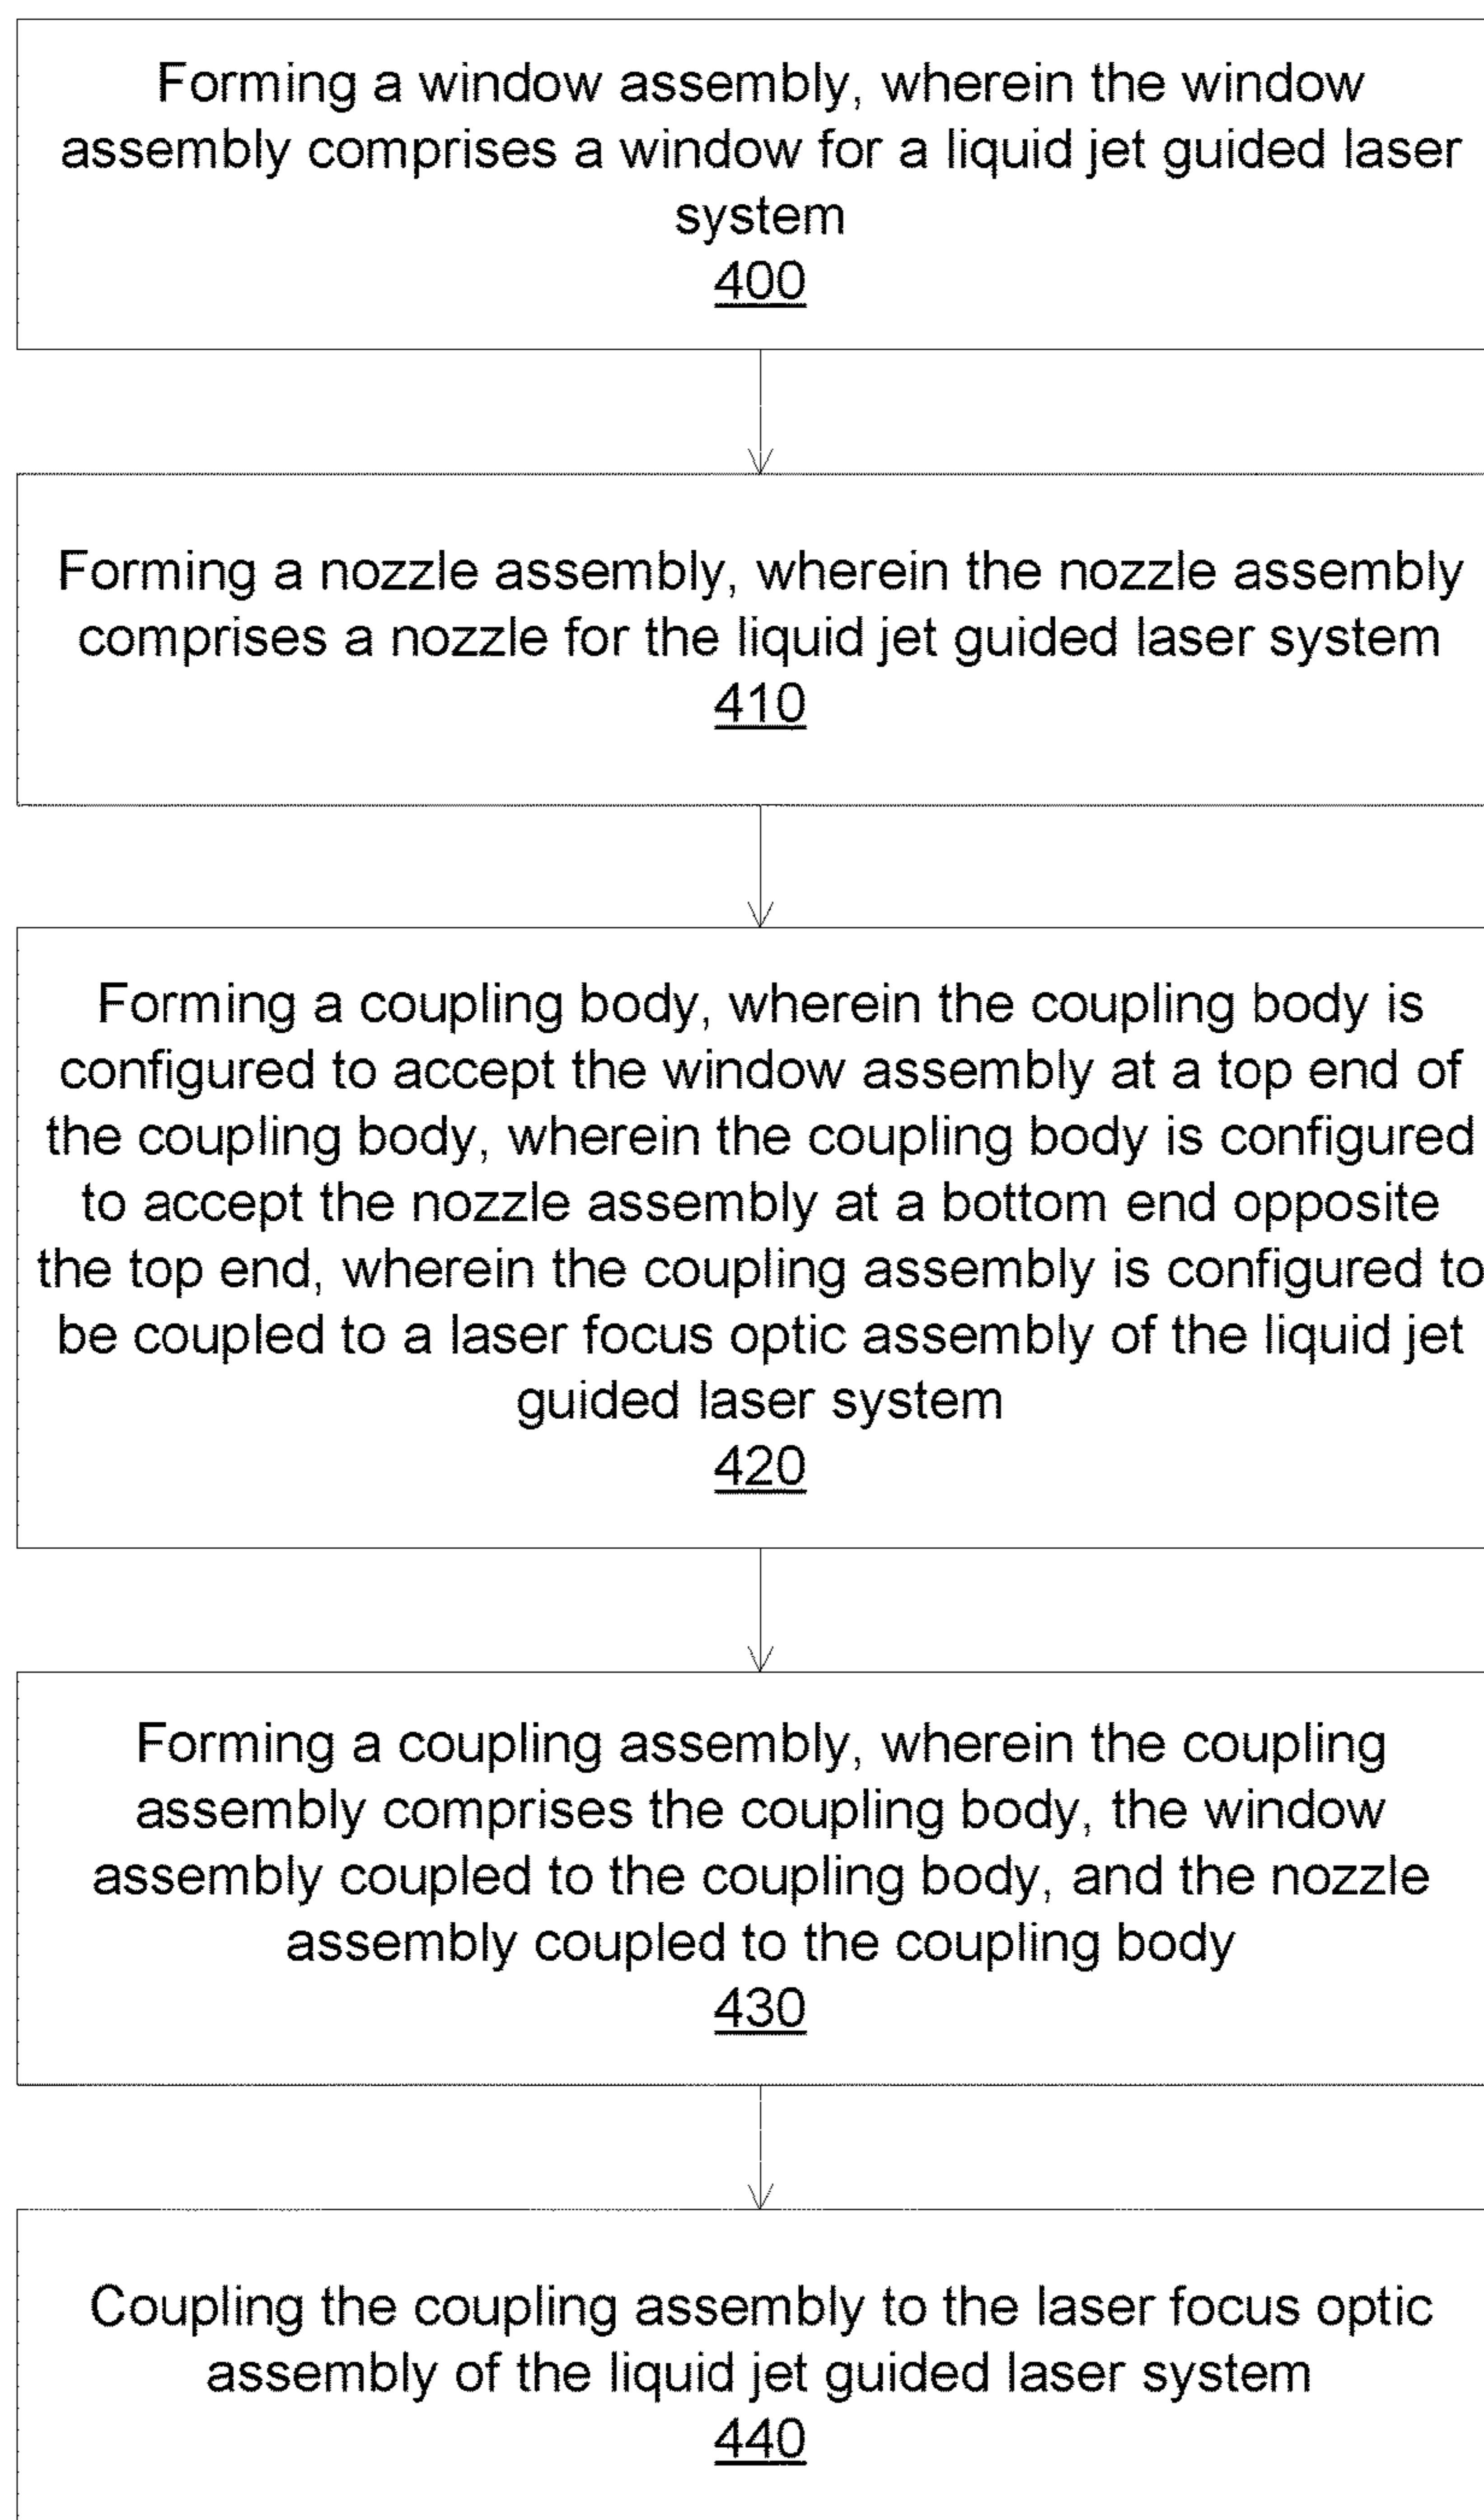 Forming a window assembly, wherein the window
assembly comprises a window for a liquid jet guided laser
system
400
Forming a nozzle assembly, wherein the nozzle assembly
comprises a nozzle for the liquid jet guided laser system
410
Forming a coupling body, wherein the coupling body is
configured to accept the window assembly at a top end of
the coupling body, wherein the coupling body is configured
to accept the nozzle assembly at a bottom end opposite
the top end, wherein the coupling assembly is configured to
be coupled to a laser focus optic assembly of the liquid jet
guided laser system
420
Forming a coupling assembly, wherein the coupling
assembly comprises the coupling body, the window
assembly coupled to the coupling body, and the nozzle
assembly coupled to the coupling body
430
Coupling the coupling assembly to the laser focus optic
assembly of the liquid jet guided laser system
440